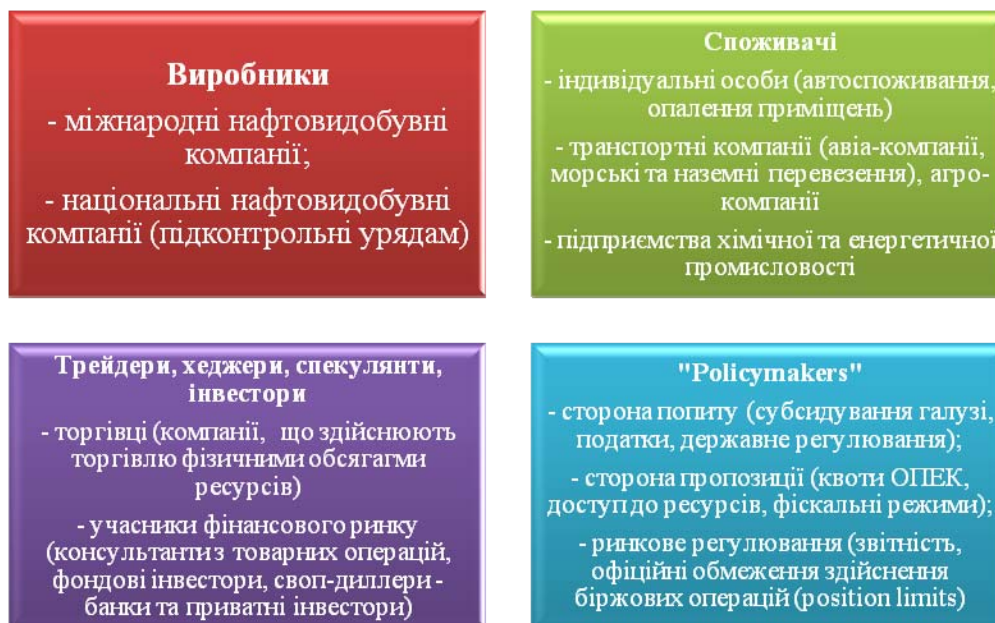 Виробники
- міжнародні нафтовидобувні
компанії;
- національні нафтовидобувні
компанії (підконтрольні урядам)
Споживачі
- індивідуальні особи (автоспоживання,
опалення приміщень)
- транспортні компанії (авіа-компанії,
морські та наземні перевезення), агро-
компанії
- підприємства хімічної та енергетичної
промисловості
Трейдери, хеджери, спекулянти,
інвестори
- торгівці (компанії, що здійснюють
торгівлю фізичними обсягагми
ресурсів)
- учасники фінансового ринку
(консультанти з товарних операцій,
фондові інвестори, своп-диллери -
банки та приватні інвестори)
"Policymakers"
- сторона попиту (субсидування галузі,
податки, державне регулювання);
- сторона пропозиції (квоти ОПЕК,
доступ до ресурсів, фіскальні режими);
- ринкове регулювання (звітність,
офіційні обмеження здійснення
біржових операцій (position limits)